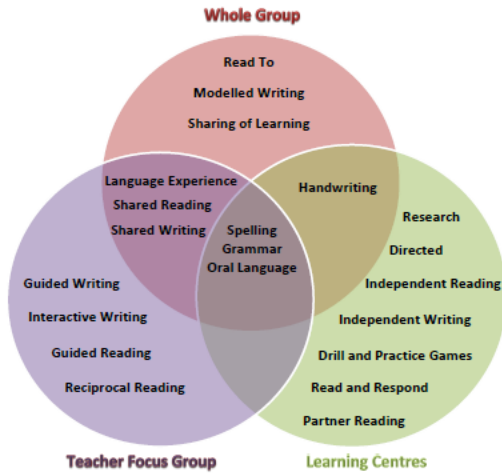 Whole Group
Read To
Modelled Writing
Sharing of Learning
Language Experience
Shared Reading
Shared Writing
Handwriting
Spelling
Grammar
Oral Language
Guided Writing
Interactive Writing
Guided Reading
Reciprocal Reading
Research
Directed
Independent Reading
Independent Writing
Drill and Practice Games
Read and Respond
Partner Reading
Teacher Focus Group
Learning Centres